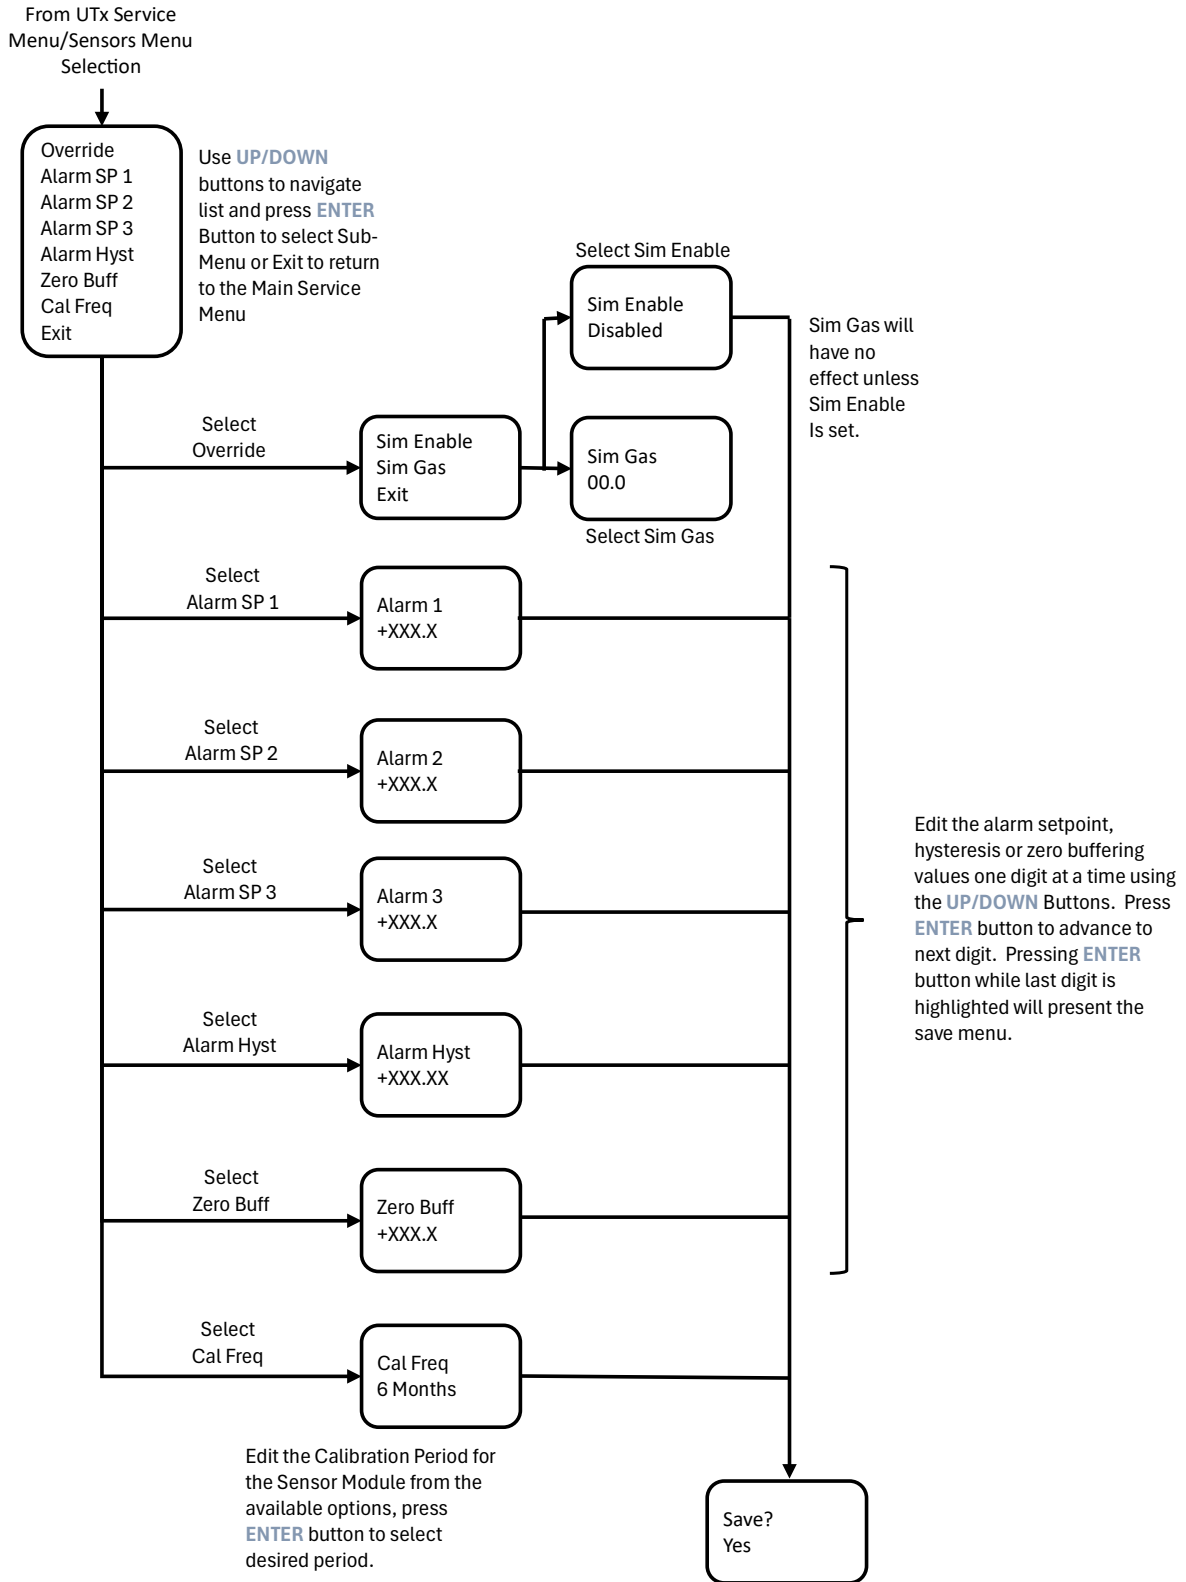 From UTx Service
Menu/Sensors Menu
Selection
Override
Alarm SP 1
Alarm SP 2
Alarm SP 3
Alarm Hyst
Zero Buff
Cal Freq
Exit
Use UP/DOWN
buttons to navigate
list and press ENTER
Button to select Sub-
Menu or Exit to return
to the Main Service
Menu
Select Sim Enable
Sim Enable
Disabled
Sim Gas will
have no
effect unless
Sim Enable
Is set.
Select
Override
Sim Enable
Sim Gas
Exit
Sim Gas
00.0
Select Sim Gas
Select
Alarm SP 1
Alarm 1
+XXX.X
Select
Alarm SP 2
Alarm 2
+XXX.X
Select
Alarm SP 3
Alarm 3
+XXX.X
Edit the alarm setpoint,
hysteresis or zero buffering
values one digit at a time using
the UP/DOWN Buttons.  Press
ENTER button to advance to
next digit.  Pressing ENTER
button while last digit is
highlighted will present the
save menu.
Select
Alarm Hyst
Alarm Hyst
+XXX.XX
Select
Zero Buff
Zero Buff
+XXX.X
Select
Cal Freq
Cal Freq
6 Months
Edit the Calibration Period for
the Sensor Module from the
available options, press
ENTER button to select
desired period.
Save?
Yes